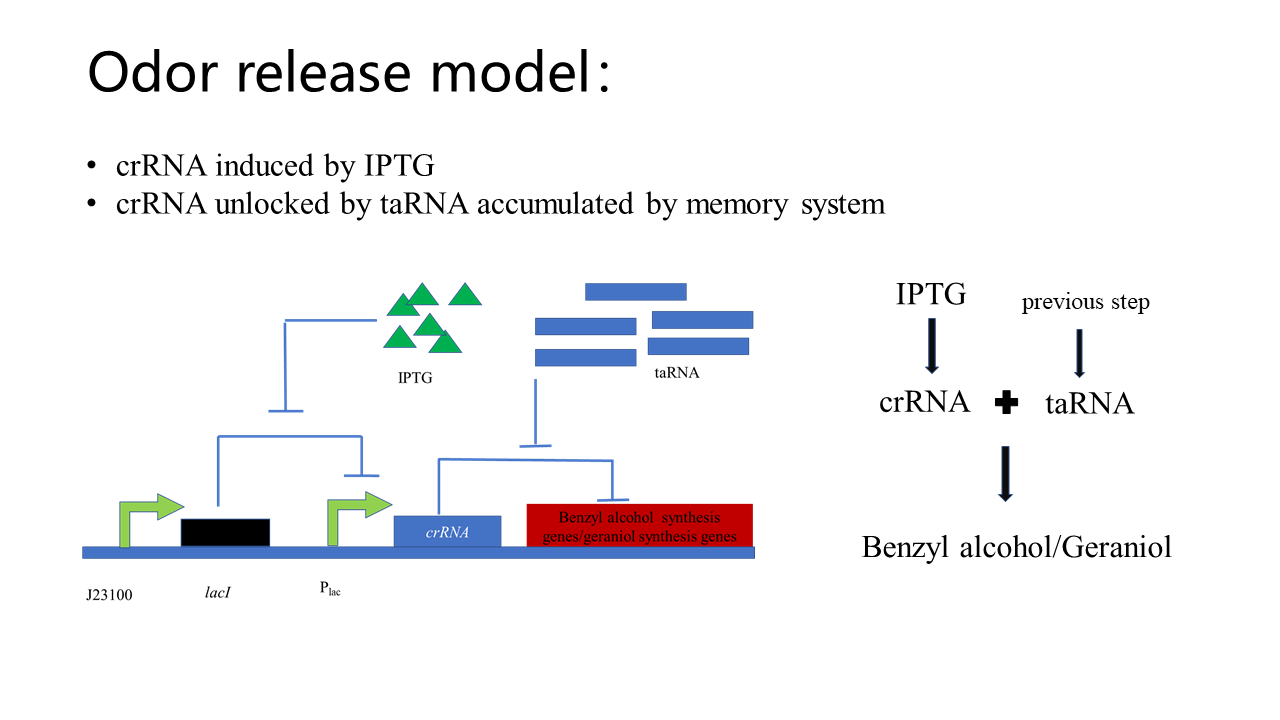 Odor release model：
• crRNA induced by IPTG
• crRNA unlocked by taRNA accumulated by memory system
IPTG
taRNA
crRNA
Benzyl alcohol synthesis
genes/geraniol synthesis genes
J23100
lacI
Plac
IPTG
previous step
crRNA
taRNA
Benzyl alcohol/Geraniol